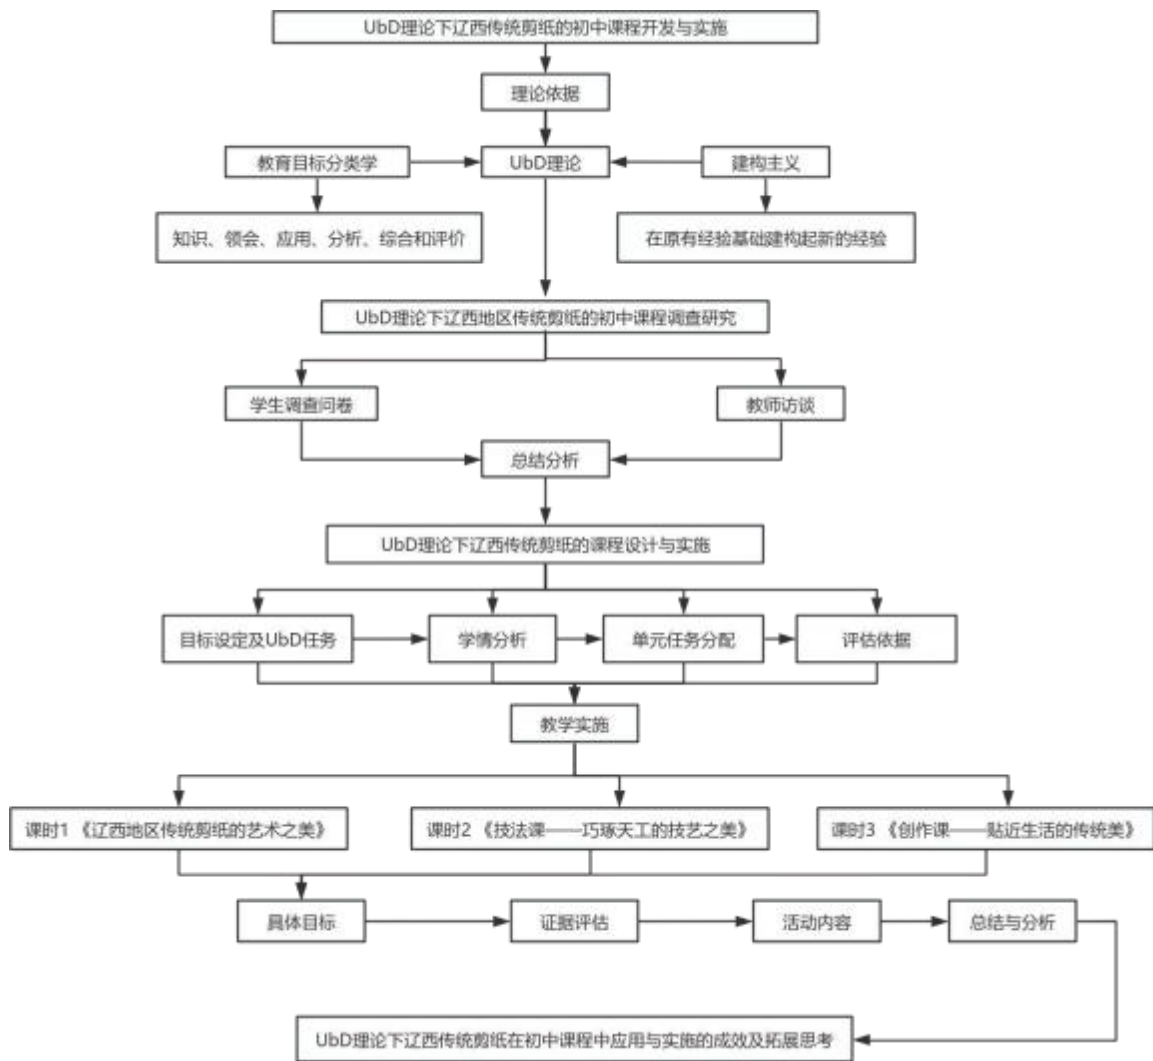 UbD理论下辽西传统剪纸的初中课程开发与实施
理论依据
教育目标分类学
UbD理论
建构主义
知识、领会、应用、分析、综合和评价
在原有经验基础建构起新的经验
UbD理论下辽西地区传统剪纸的初中课程调查研究
学生调查问卷
教师访谈
总结分析
UbD理论下辽西传统剪纸的课程设计与实施
目标设定及UbD任务
学情分析
单元任务分配
评估依据
教学实施
课时1 《辽西地区传统剪纸的艺术之美》
课时2 《技法课——巧琢天工的技艺之美》
课时3 《创作课——贴近生活的传统美》
具体目标
证据评估
活动内容
总结与分析
UbD理论下辽西传统剪纸在初中课程中应用与实施的成效及拓展思考